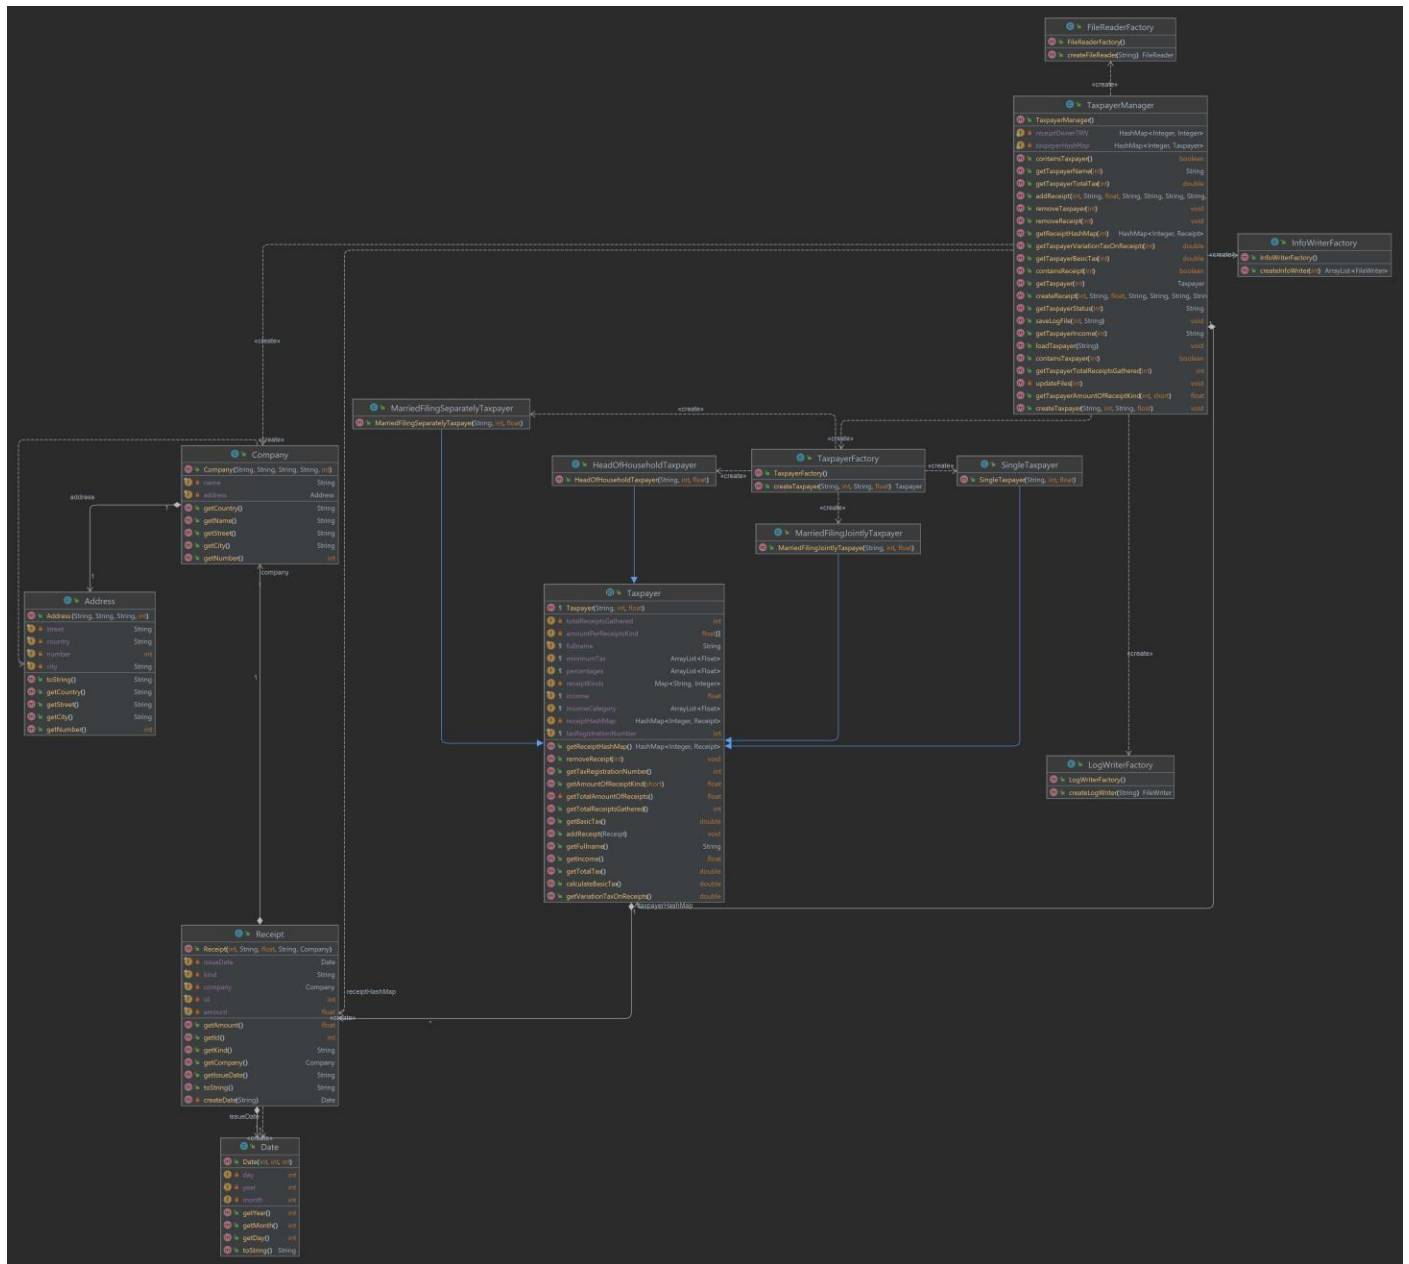 FileReaderFactory
FileReaderFactory()
createFileReader(String) FileReader
«create»
TaxpayerManager
TaxpayerManager()
receiptOwnerTRN HashMap<Integer, Integer>
taxpayerHashMap HashMap<Integer, Taxpayer>
containsTaxpayer() boolean
getTaxpayerName(int) String
getTaxpayerTotalTax(int) double
addReceipt(int, String, float, String, String, String, String,
removeTaxpayer(int) void
removeReceipt(int) void
getReceiptHashMap(int) HashMap<Integer, Receipt>
getTaxpayerVariationTaxOnReceipts(int) double
getTaxpayerBasicTax(int) double
containsReceipt(int) boolean
getTaxpayer(int) Taxpayer
createReceipt(int, String, float, String, String, String, Strin
getTaxpayerStatus(int) String
saveLogFile(int, String) void
getTaxpayerIncome(int) String
loadTaxpayer(String) void
containsTaxpayer(int) boolean
getTaxpayerTotalReceiptsGathered(int) int
updateFiles(int) void
getTaxpayerAmountOfReceiptKind(int, short) float
createTaxpayer(String, int, String, float) void
«create»
InfoWriterFactory
InfoWriterFactory()
createInfoWriter(int) ArrayList<FileWriter>
«create»
MarriedFilingSeparatelyTaxpayer
MarriedFilingSeparatelyTaxpayer(String, int, float)
«create»
«create»
«create»
Company
Company(String, String, String, String, int)
name String
address Address
getCountry() String
getName() String
getStreet() String
getCity() String
getNumber() int
HeadOfHouseholdTaxpayer
HeadOfHouseholdTaxpayer(String, int, float)
«create»
TaxpayerFactory
TaxpayerFactory()
createTaxpayer(String, int, String, float) Taxpayer
«create»
SingleTaxpayer
SingleTaxpayer(String, int, float)
«create»
MarriedFilingJointlyTaxpayer
MarriedFilingJointlyTaxpayer(String, int, float)
address
1
1
company
Address
Address(String, String, String, int)
street String
country String
number int
city String
toString() String
getCountry() String
getStreet() String
getCity() String
getNumber() int
1
Taxpayer
Taxpayer(String, int, float)
totalReceiptsGathered int
amountPerReceiptsKind float[]
fullname String
minimumTax ArrayList<Float>
percentages ArrayList<Float>
receiptKinds Map<String, Integer>
income float
incomeCategory ArrayList<Float>
receiptHashMap HashMap<Integer, Receipt>
taxRegistrationNumber int
getReceiptHashMap() HashMap<Integer, Receipt>
removeReceipt(int) void
getTaxRegistrationNumber() int
getAmountOfReceiptKind(short) float
getTotalAmountOfReceipts() float
getTotalReceiptsGathered() int
getBasicTax() double
addReceipt(Receipt) void
getFullname() String
getIncome() float
getTotalTax() double
calculateBasicTax() double
getVariationTaxOnReceipts() double
taxpayerHashMap
1
«create»
LogWriterFactory
LogWriterFactory()
createLogWriter(String) FileWriter
Receipt
Receipt(int, String, float, String, Company)
issueDate Date
kind String
company Company
id int
amount float
getAmount() float
getId() int
getKind() String
getCompany() Company
getIssueDate() String
toString() String
createDate(String) Date
receiptHashMap
«create»
*
issueDate
«create»
Date
Date(int, int, int)
day int
year int
month int
getYear() int
getMonth() int
getDay() int
toString() String